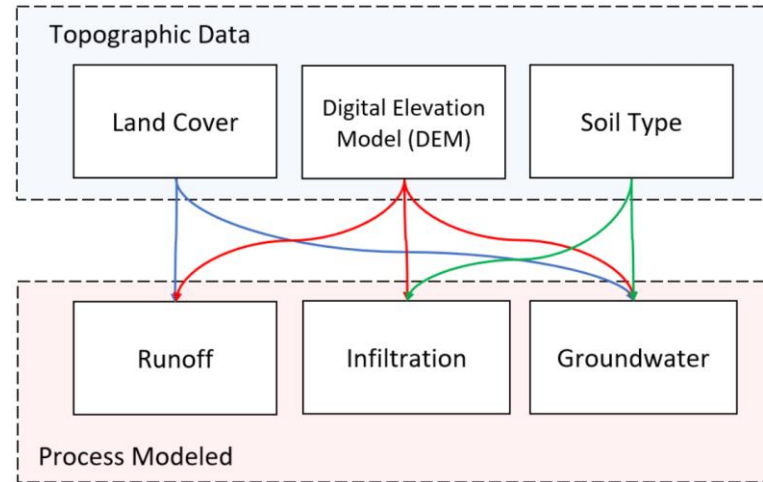 Topographic Data
Land Cover
Digital Elevation
Model (DEM)
Soil Type
Runoff
Infiltration
Groundwater
Process Modeled